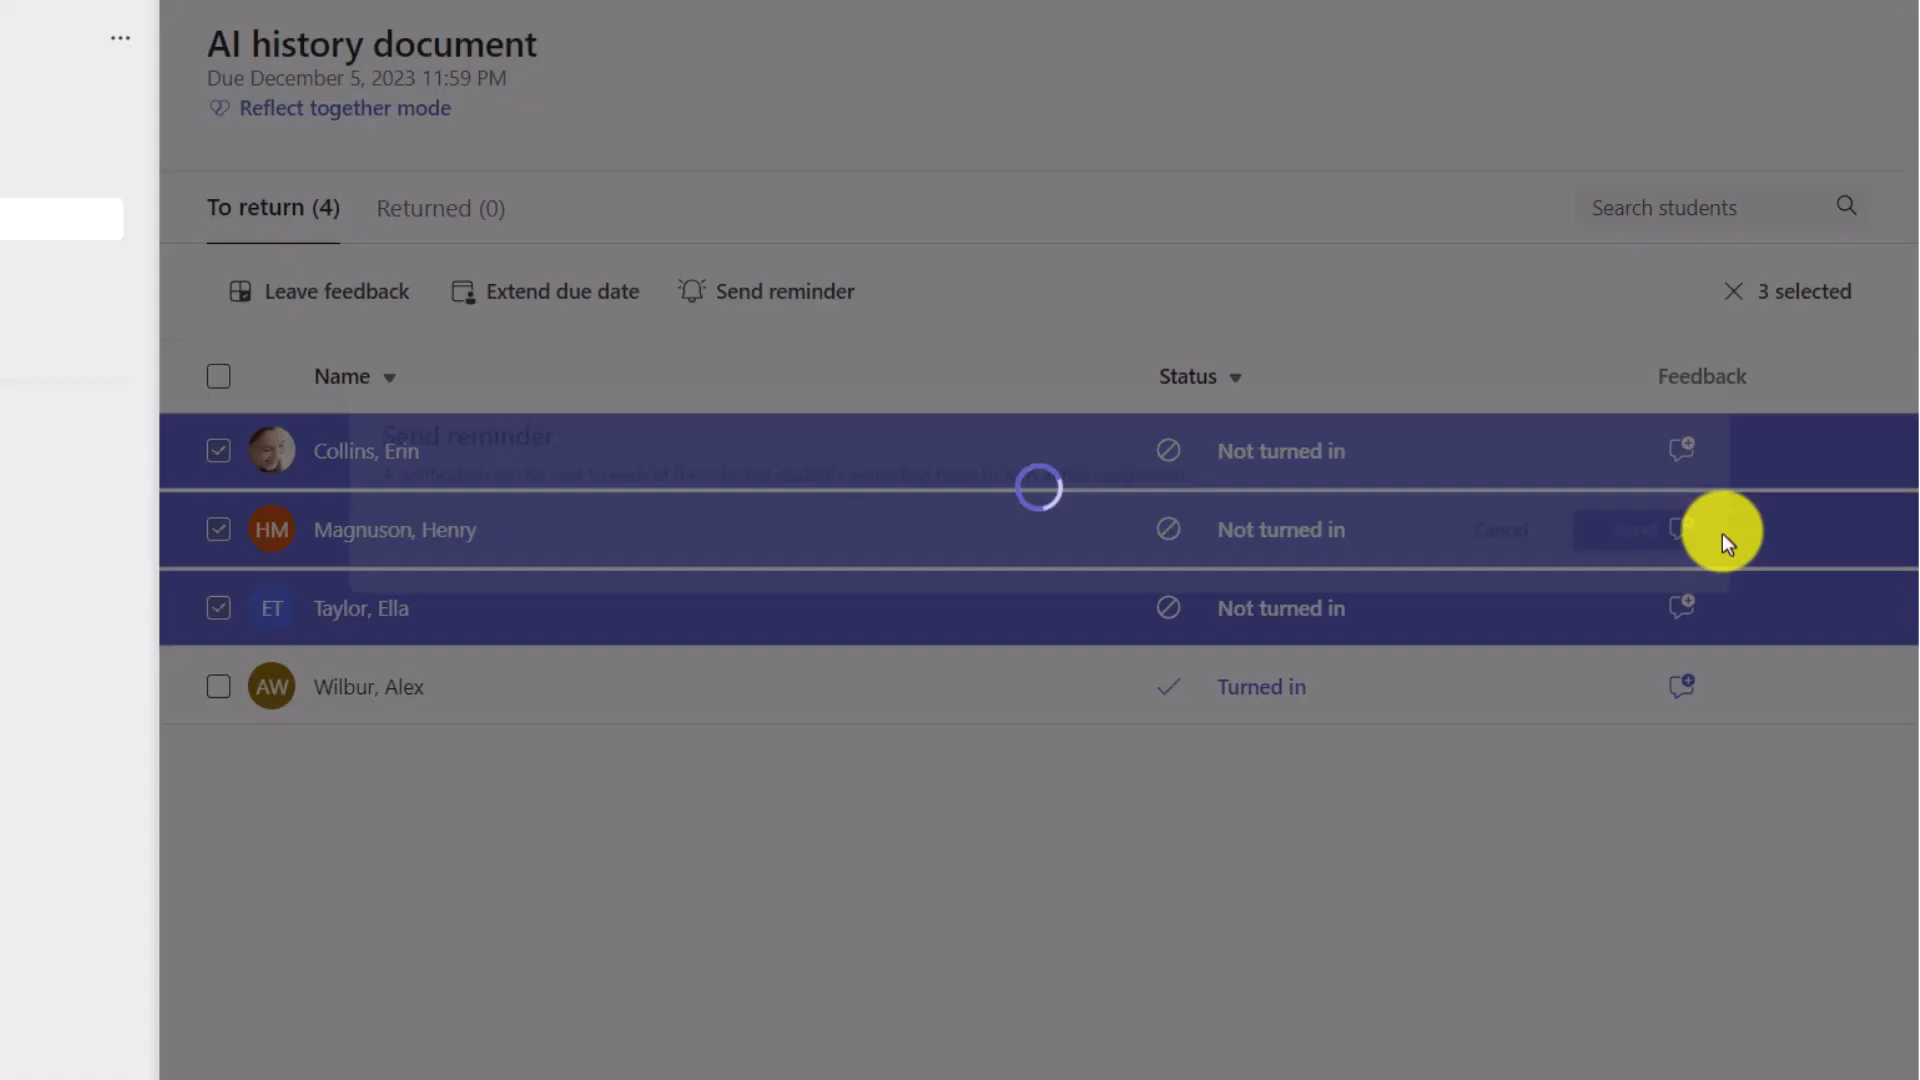 AI history document
Due December 5, 2023 11:59 PM
Reflect together mode
To return (4)
Returned (0)
Search students
Leave feedback
Extend due date
Send reminder
3 selected
Name
Status
Feedback
Send reminder
Collins, Erin
Not turned in
HM
Magnuson, Henry
Not turned in
Cancel
ET
Taylor, Ella
Not turned in
AW
Wilbur, Alex
Turned in